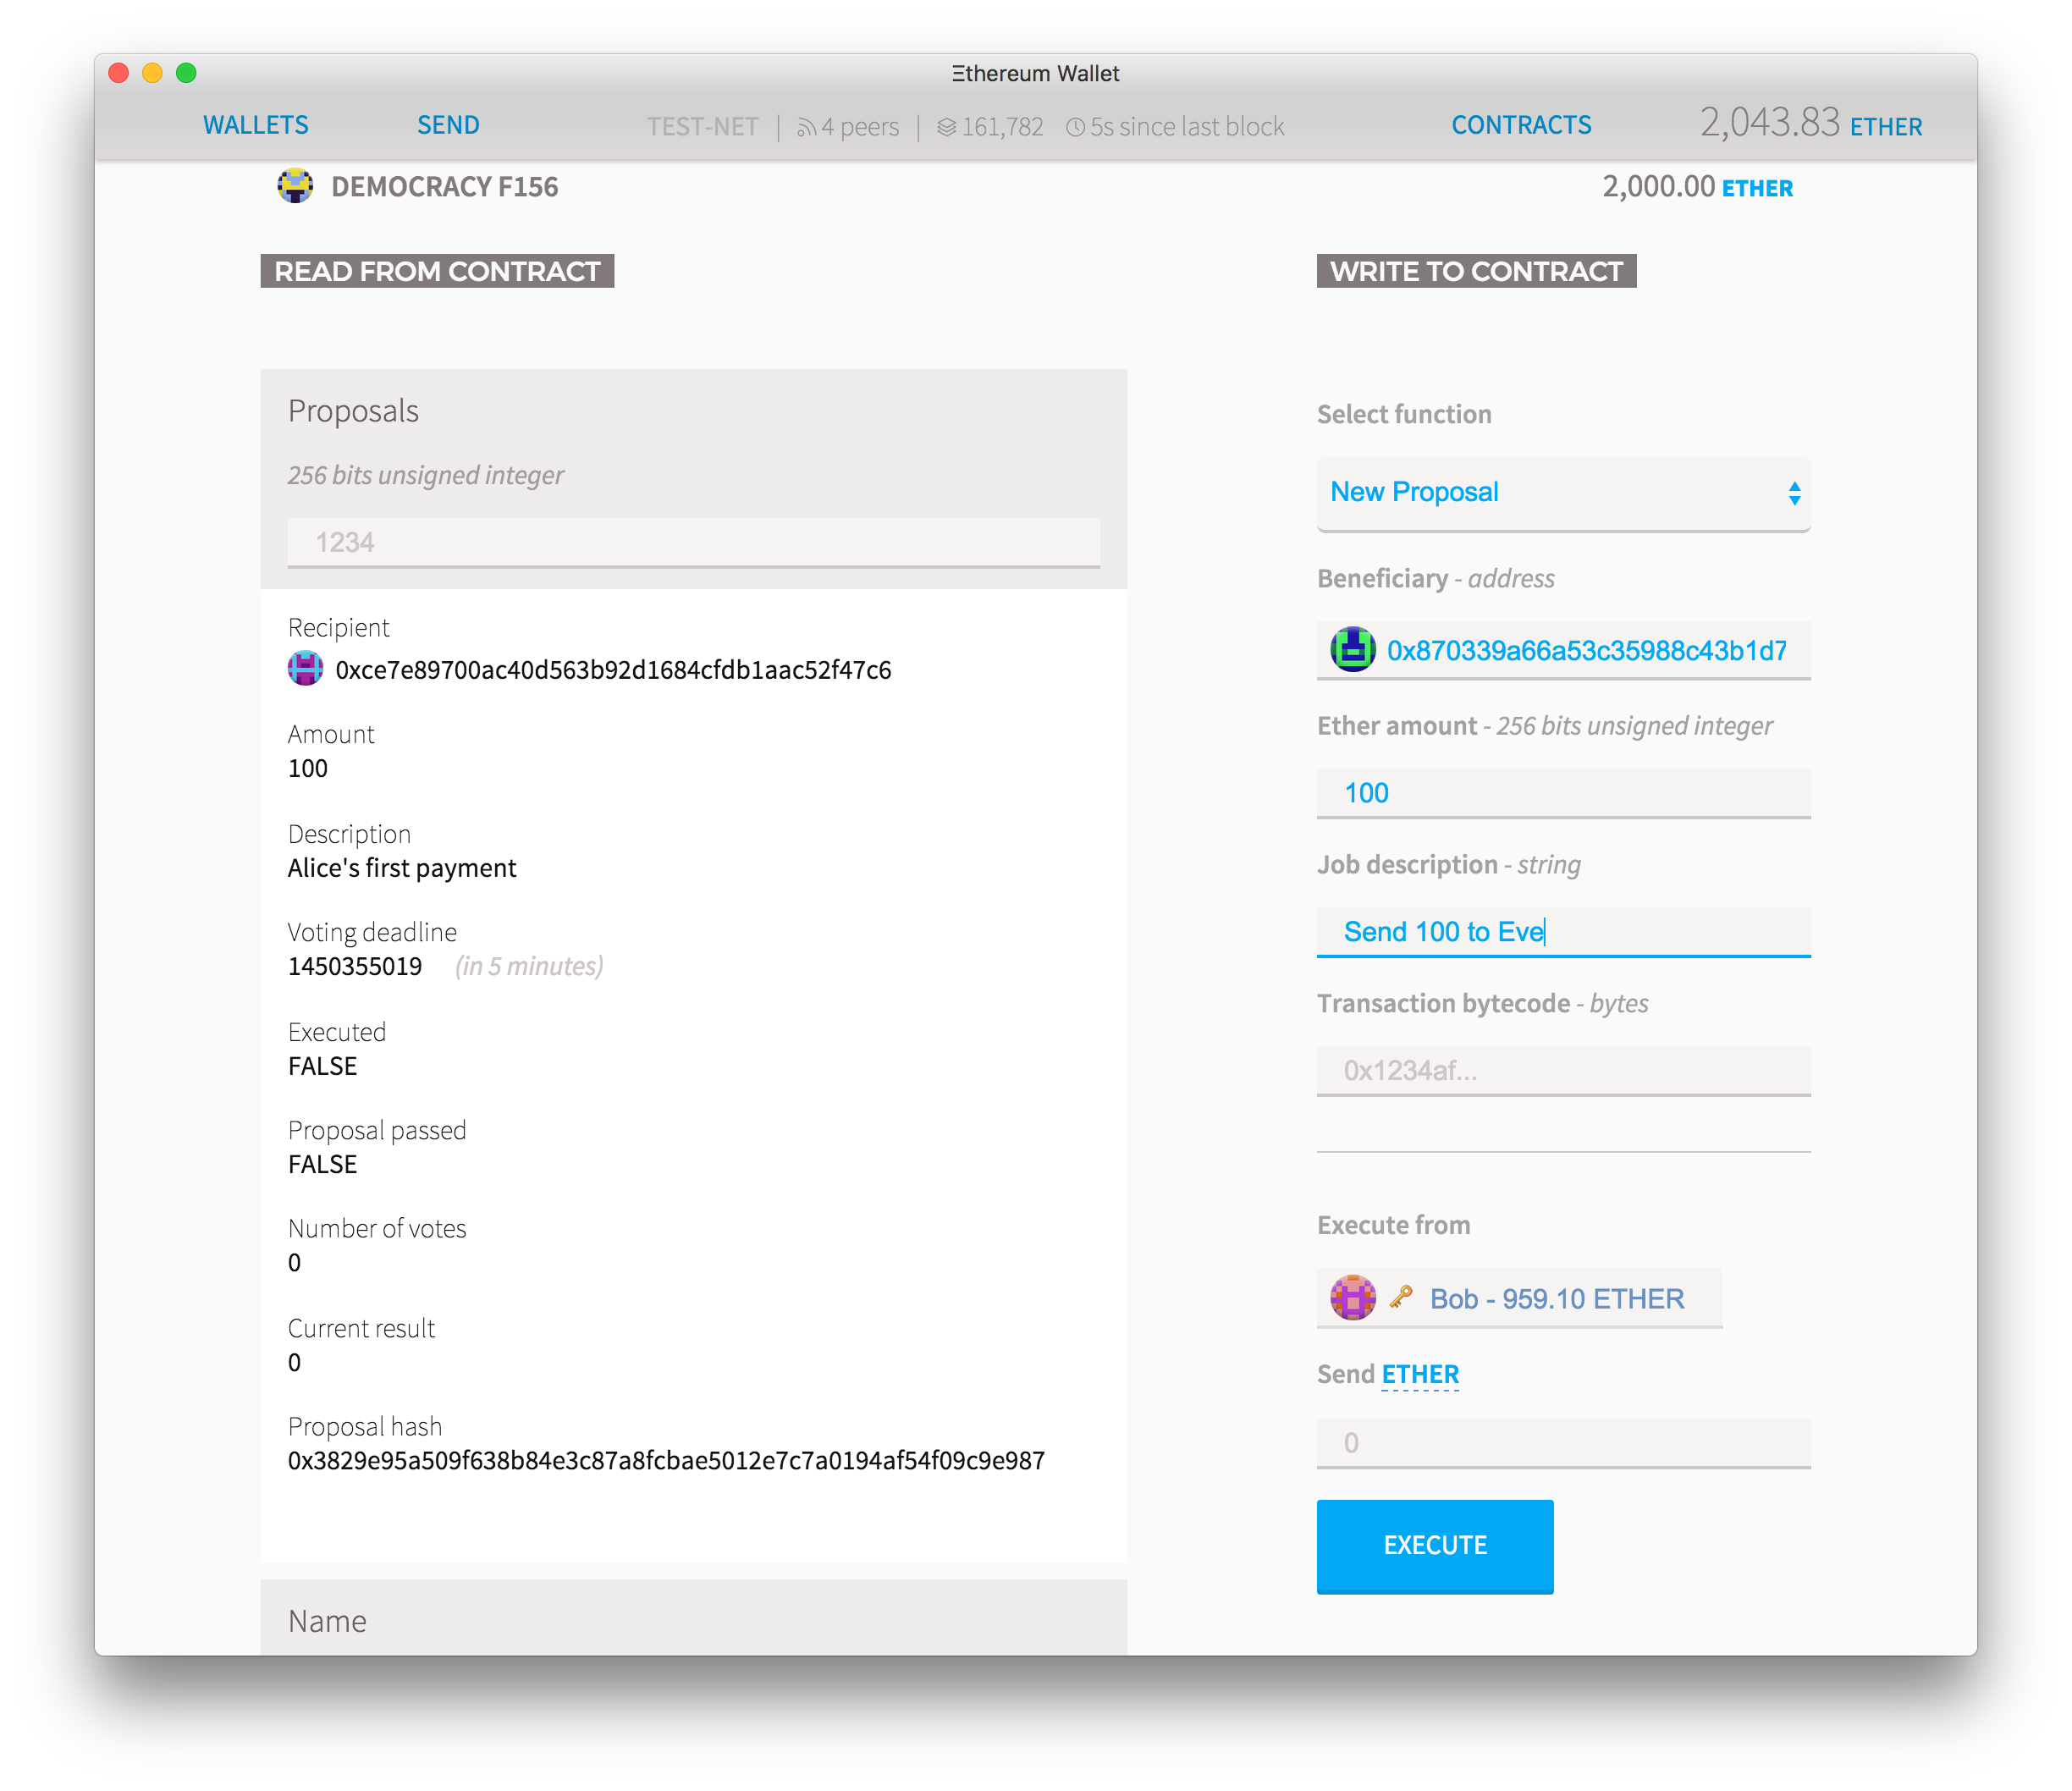 Ξthereum Wallet
WALLETS SEND TEST-NET | 4 peers | 161,782 5s since last block CONTRACTS 2,043.83 ETHER
DEMOCRACY F156 2,000.00 ETHER
READ FROM CONTRACT
Proposals
256 bits unsigned integer
1234
Recipient
0xce7e89700ac40d563b92d1684cfdb1aac52f47c6
Amount
100
Description
Alice's first payment
Voting deadline
1450355019 (in 5 minutes)
Executed
FALSE
Proposal passed
FALSE
Number of votes
0
Current result
0
Proposal hash
0x3829e95a509f638b84e3c87a8fcbae5012e7c7a0194af54f09c9e987
Name
WRITE TO CONTRACT
Select function
New Proposal
Beneficiary - address
0x870339a66a53c35988c43b1d7
Ether amount - 256 bits unsigned integer
100
Job description - string
Send 100 to Eve
Transaction bytecode - bytes
0x1234af...
Execute from
Bob - 959.10 ETHER
Send ETHER
0
EXECUTE